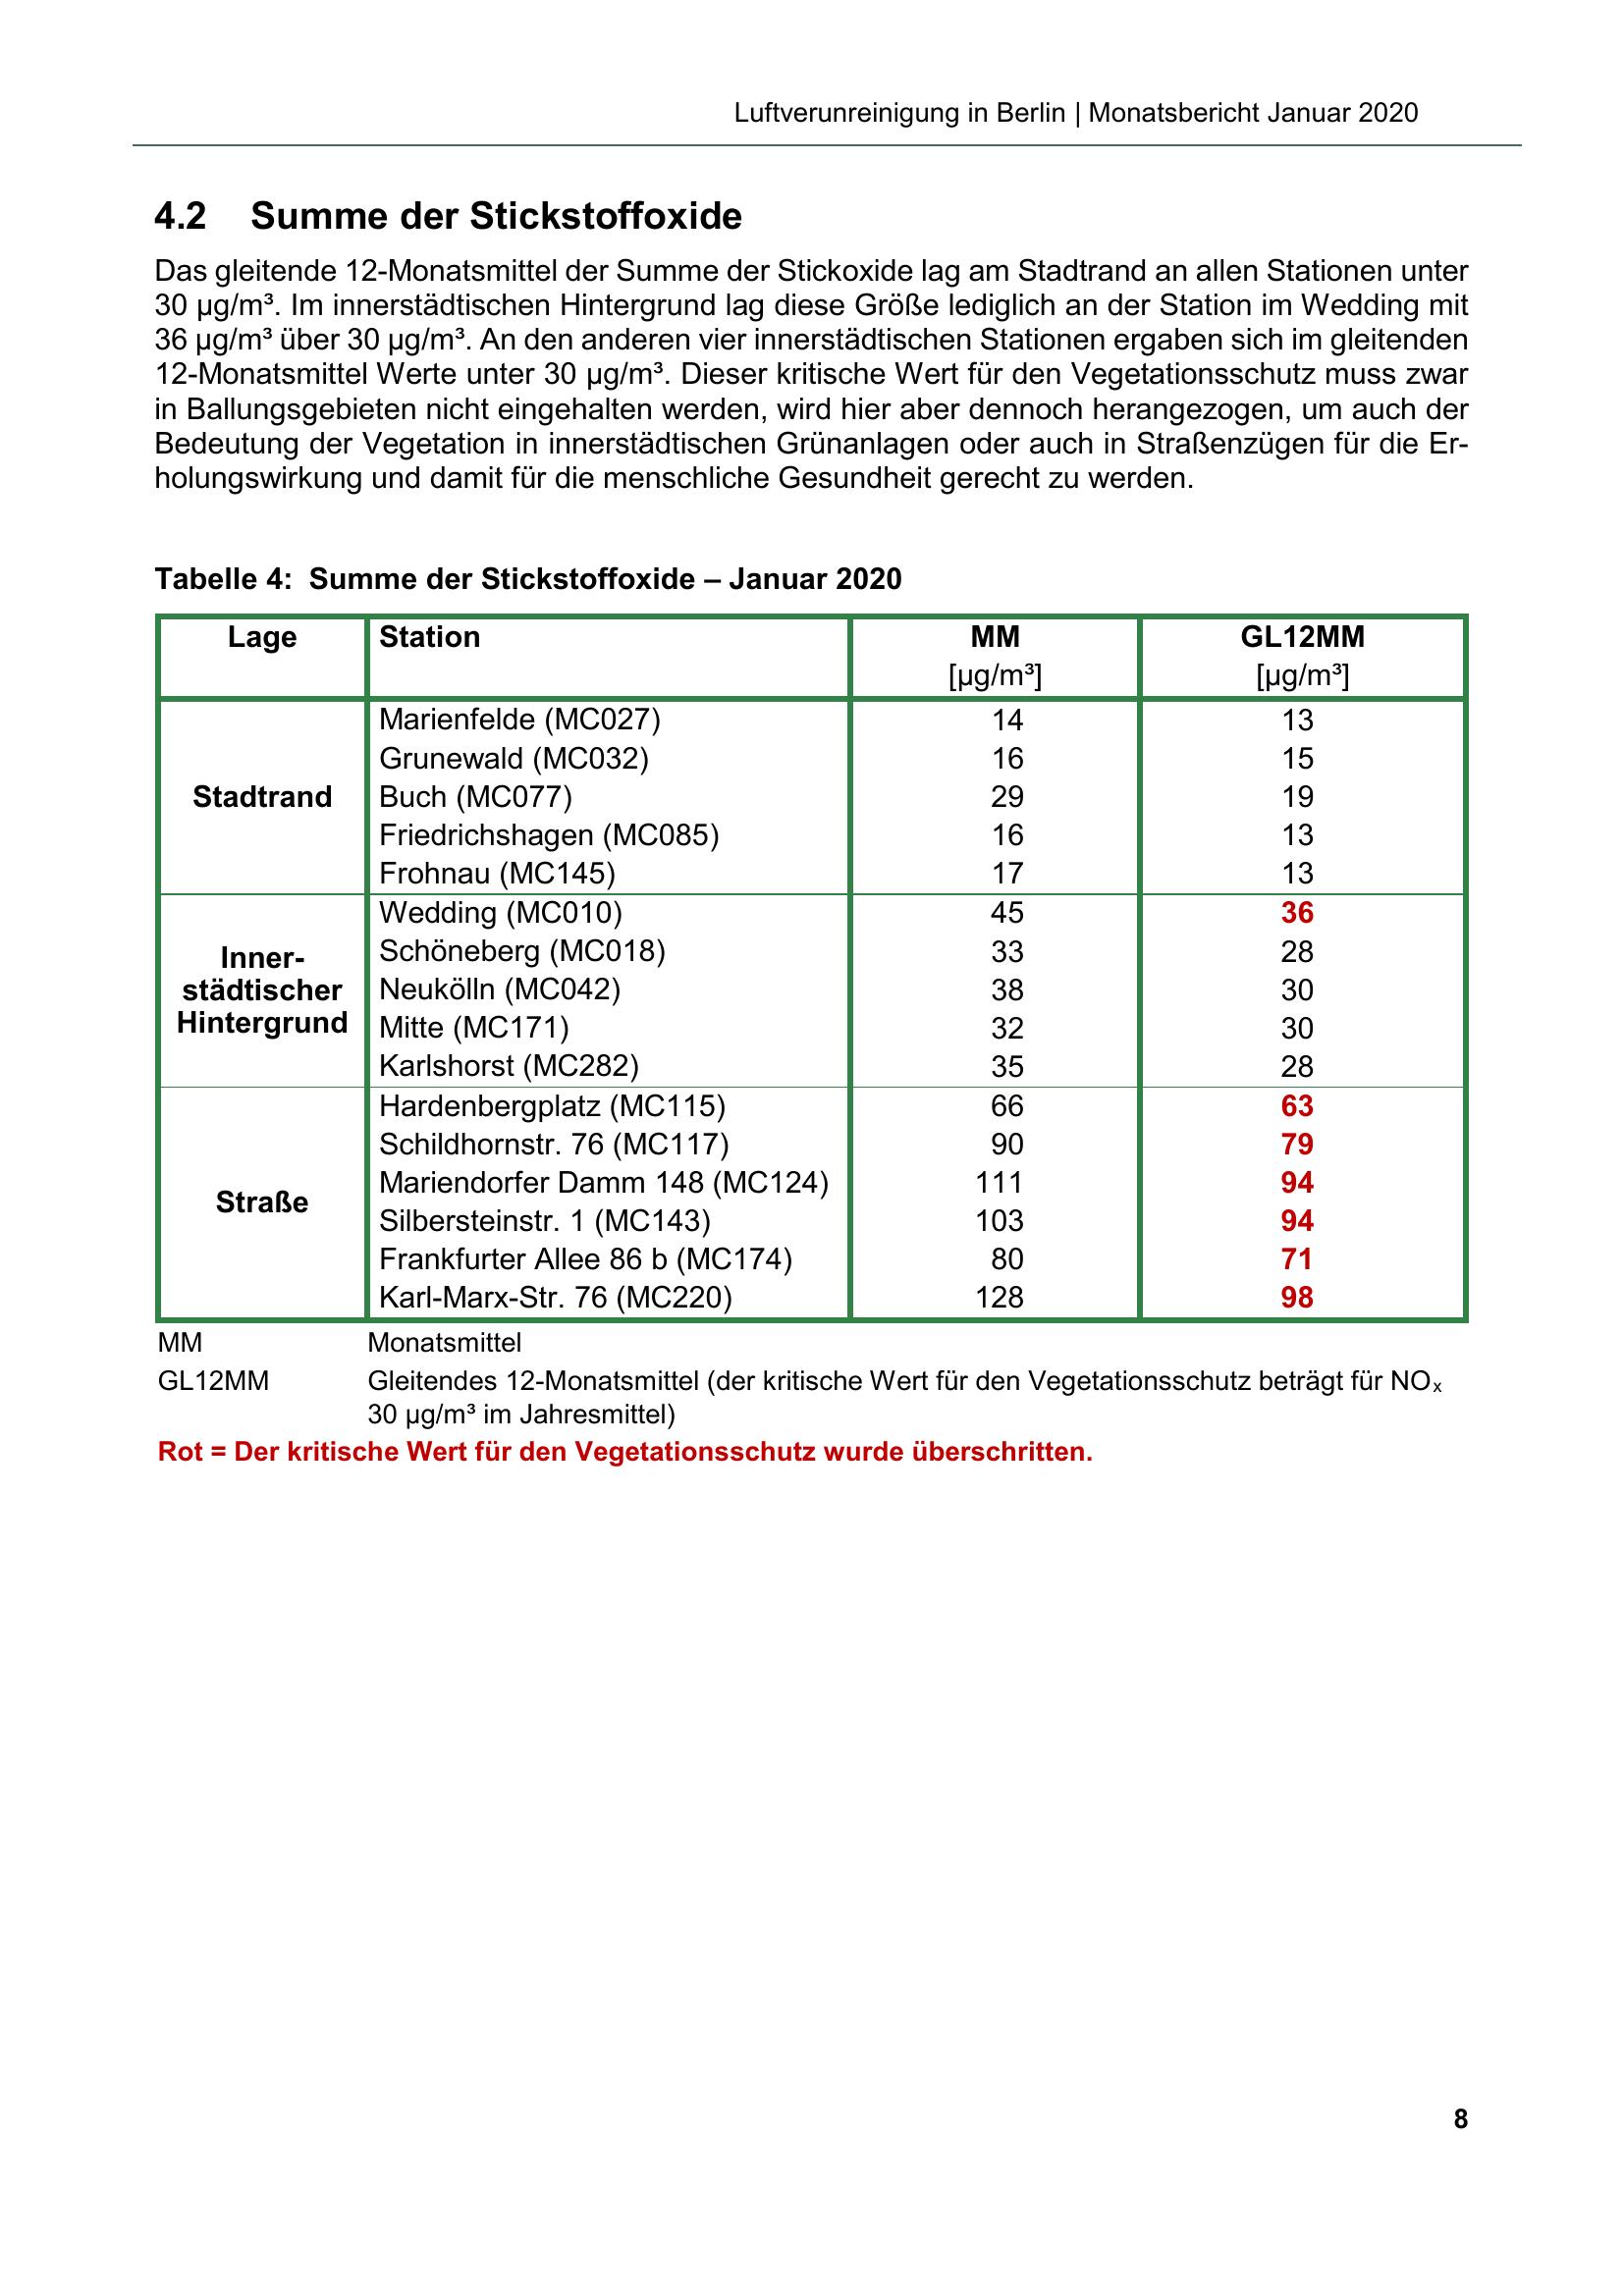 Luftverunreinigung in Berlin | Monatsbericht Januar 2020
4.2 Summe der Stickstoffoxide
Das gleitende 12-Monatsmittel der Summe der Stickoxide lag am Stadtrand an allen Stationen unter
30 µg/m³. Im innerstädtischen Hintergrund lag diese Größe lediglich an der Station im Wedding mit
36 µg/m³ über 30 µg/m³. An den anderen vier innerstädtischen Stationen ergaben sich im gleitenden
12-Monatsmittel Werte unter 30 µg/m³. Dieser kritische Wert für den Vegetationsschutz muss zwar
in Ballungsgebieten nicht eingehalten werden, wird hier aber dennoch herangezogen, um auch der
Bedeutung der Vegetation in innerstädtischen Grünanlagen oder auch in Straßenzügen für die Er-
holungswirkung und damit für die menschliche Gesundheit gerecht zu werden.
Tabelle 4: Summe der Stickstoffoxide – Januar 2020
Lage Station MM GL12MM
[µg/m³] [µg/m³]
Marienfelde (MC027) 14 13
Grunewald (MC032) 16 15
Stadtrand Buch (MC077) 29 19
Friedrichshagen (MC085) 16 13
Frohnau (MC145) 17 13
Wedding (MC010) 45 36
Inner- Schöneberg (MC018) 33 28
städtischer Neukölln (MC042) 38 30
Hintergrund Mitte (MC171) 32 30
Karlshorst (MC282) 35 28
Hardenbergplatz (MC115) 66 63
Schildhornstr. 76 (MC117) 90 79
Mariendorfer Damm 148 (MC124) 111 94
Straße Silbersteinstr. 1 (MC143) 103 94
Frankfurter Allee 86 b (MC174) 80 71
Karl-Marx-Str. 76 (MC220) 128 98
MM Monatsmittel
GL12MM Gleitendes 12-Monatsmittel (der kritische Wert für den Vegetationsschutz beträgt für NOₓ
30 µg/m³ im Jahresmittel)
Rot = Der kritische Wert für den Vegetationsschutz wurde überschritten.
8